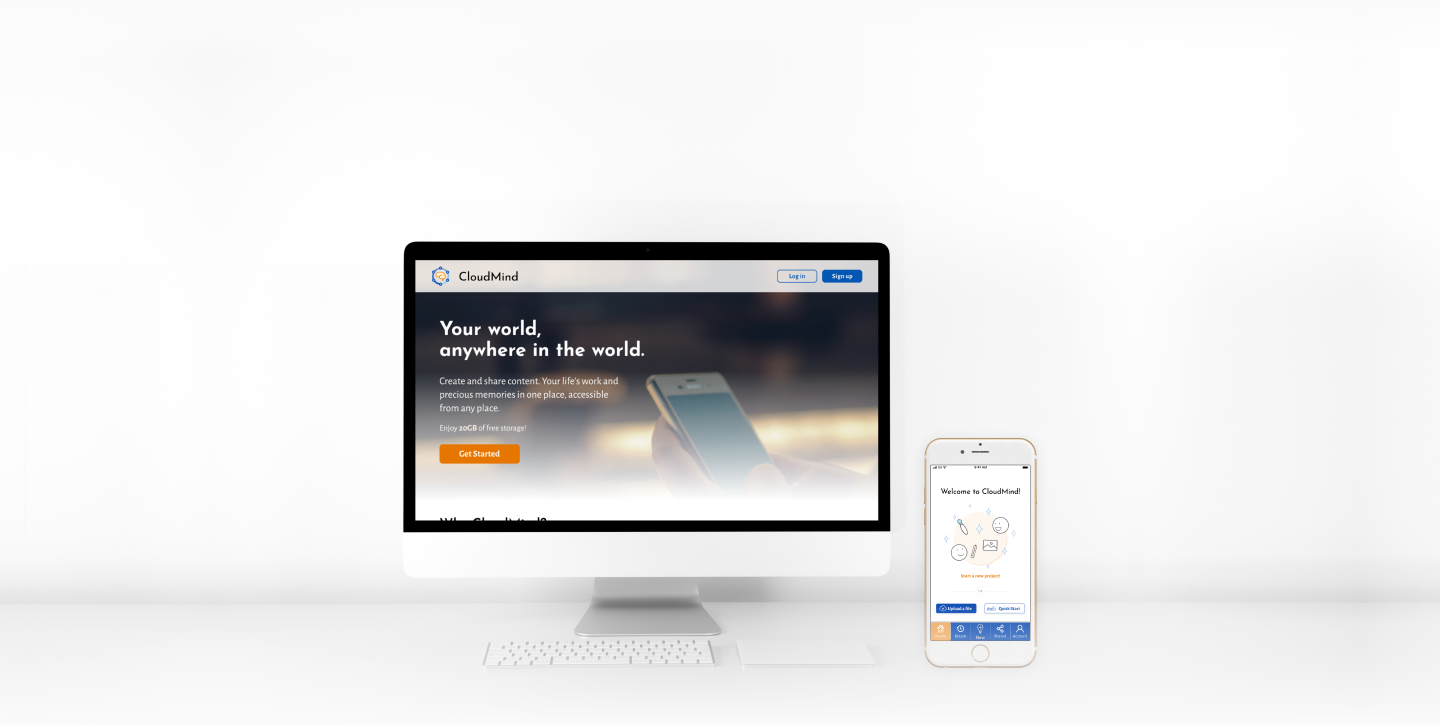 CloudMind
Log in
Sign up
Your world,
anywhere in the world.
Create and share content. Your life's work and
precious memories in one place, accessible
from any place.
Enjoy 20GB of free storage!
Get Started
Why CloudMind?
9:41 AM
Welcome to CloudMind!
Start a new project!
Upload a file
Quick Start
Home
Recent
New
Shared
Account